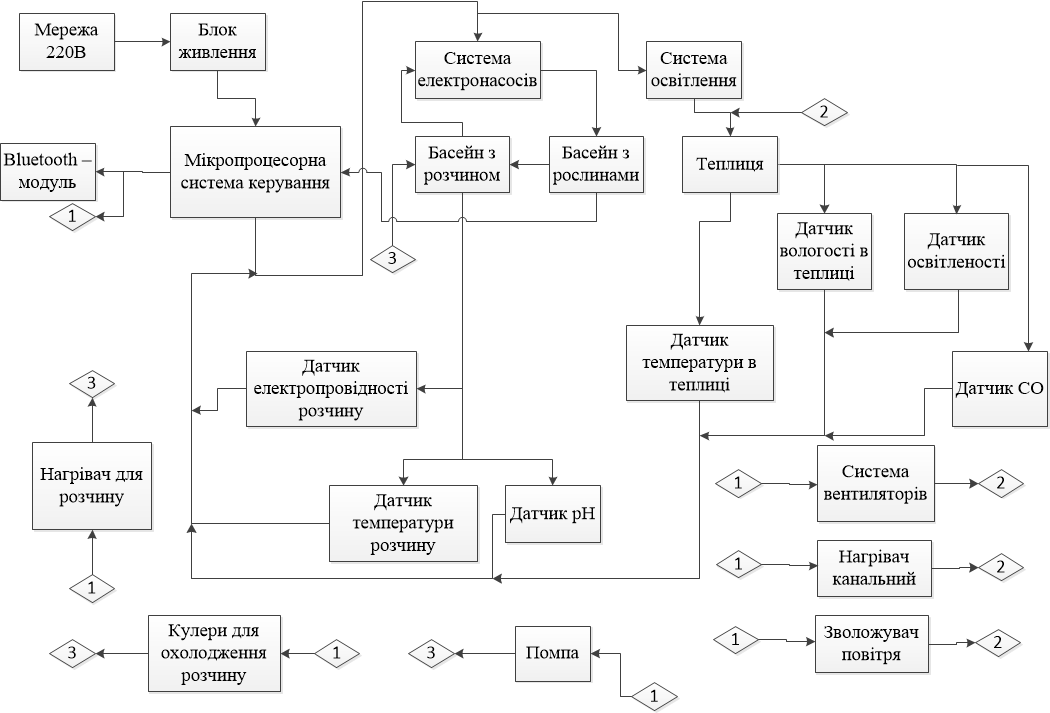 Мережа
220В
Блок
живлення
Система
електронасосів
Система
освітлення
2
Bluetooth –
модуль
Мікропроцесорна
система керування
Басейн з
розчином
Басейн з
рослинами
Теплиця
1
3
Датчик
вологості в
теплиці
Датчик
освітленості
Датчик
температури в
теплиці
Датчик
електропровідності
розчину
Датчик СО
3
Нагрівач для
розчину
1
Датчик
температури
розчину
Датчик pH
1
Система
вентиляторів
2
1
Нагрівач
канальний
2
3
Кулери для
охолодження
розчину
1
3
Помпа
1
1
Зволожувач
повітря
2